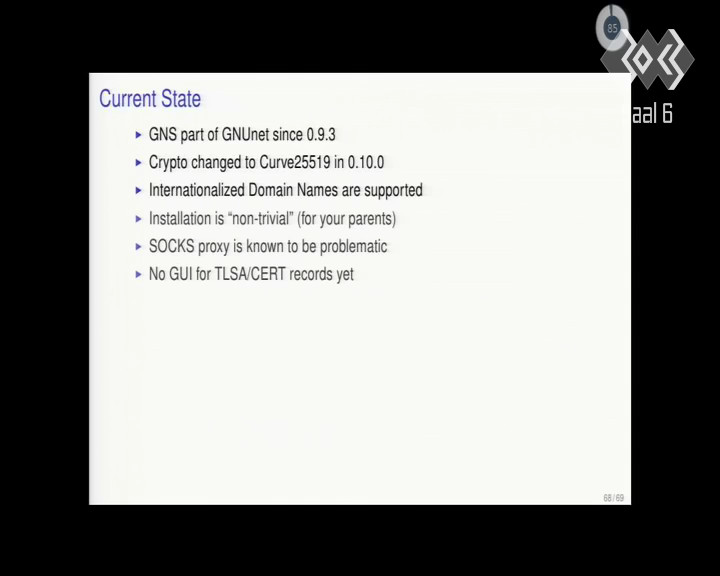 85
aal 6
Current State
GNS part of GNUnet since 0.9.3
Crypto changed to Curve25519 in 0.10.0
Internationalized Domain Names are supported
Installation is “non-trivial” (for your parents)
SOCKS proxy is known to be problematic
No GUI for TLSA/CERT records yet
68/69